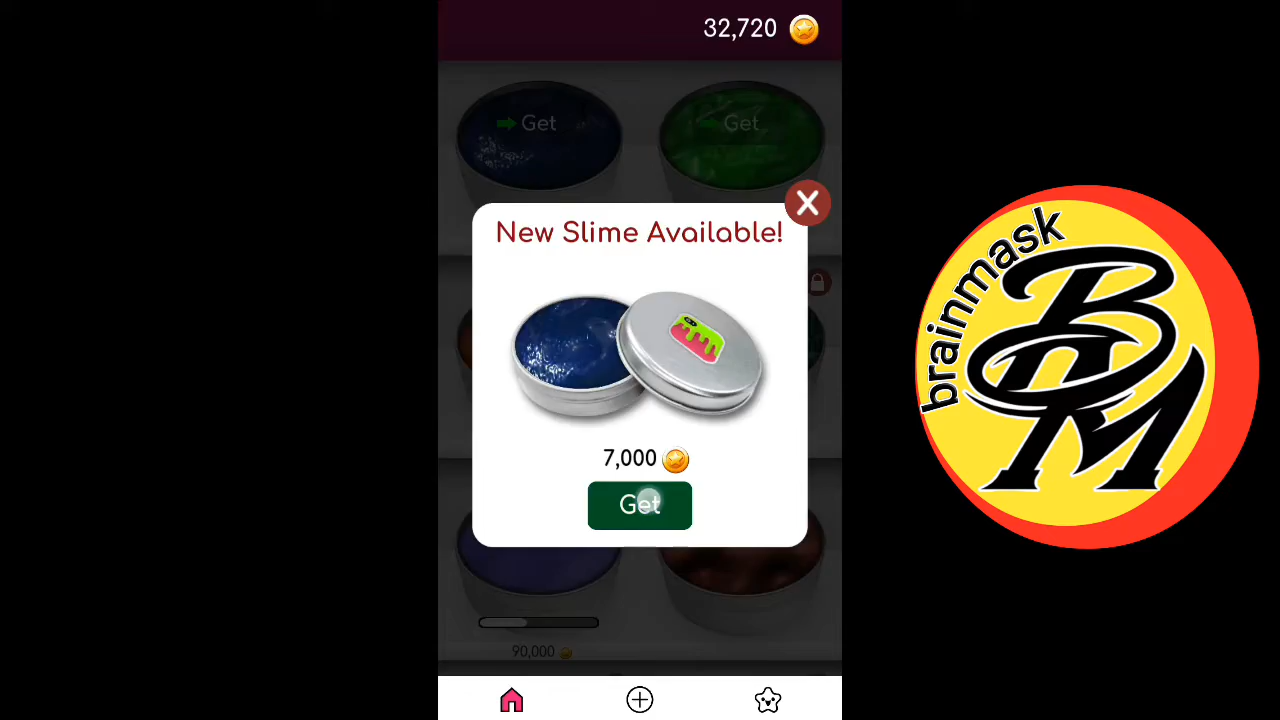 32,720
Get
Get
New Slime Available!
7,000
Get
90,000
brainmask
BM